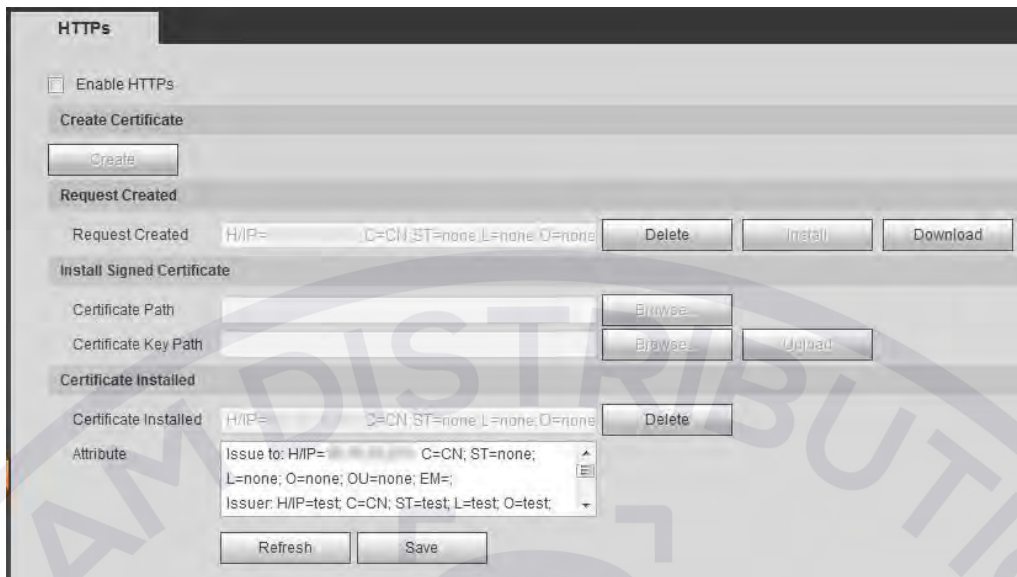 HTTPs
Enable HTTPs
Create Certificate
Create
Request Created
Request Created H/IP= C=CN;ST=none;L=none;O=none Delete Install Download
Install Signed Certificate
Certificate Path Browse...
Certificate Key Path Browse... Upload
Certificate Installed
Certificate Installed H/IP= C=CN;ST=none;L=none;O=none Delete
Attribute Issue to: H/IP= C=CN; ST=none;
L=none; O=none; OU=none; EM=;
Issuer: H/IP=test; C=CN; ST=test; L=test; O=test;
Refresh Save
AM DISTRIBUTI